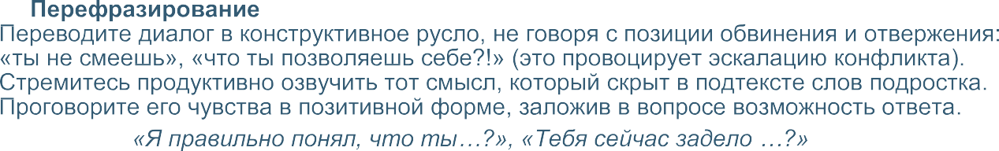 Перефразирование
Переводите диалог в конструктивное русло, не говоря с позиции обвинения и отвержения:
«ты не смеешь», «что ты позволяешь себе?!» (это провоцирует эскалацию конфликта).
Стремитесь продуктивно озвучить тот смысл, который скрыт в подтексте слов подростка.
Проговорите его чувства в позитивной форме, заложив в вопросе возможность ответа.
«Я правильно понял, что ты…?», «Тебя сейчас задело …?»